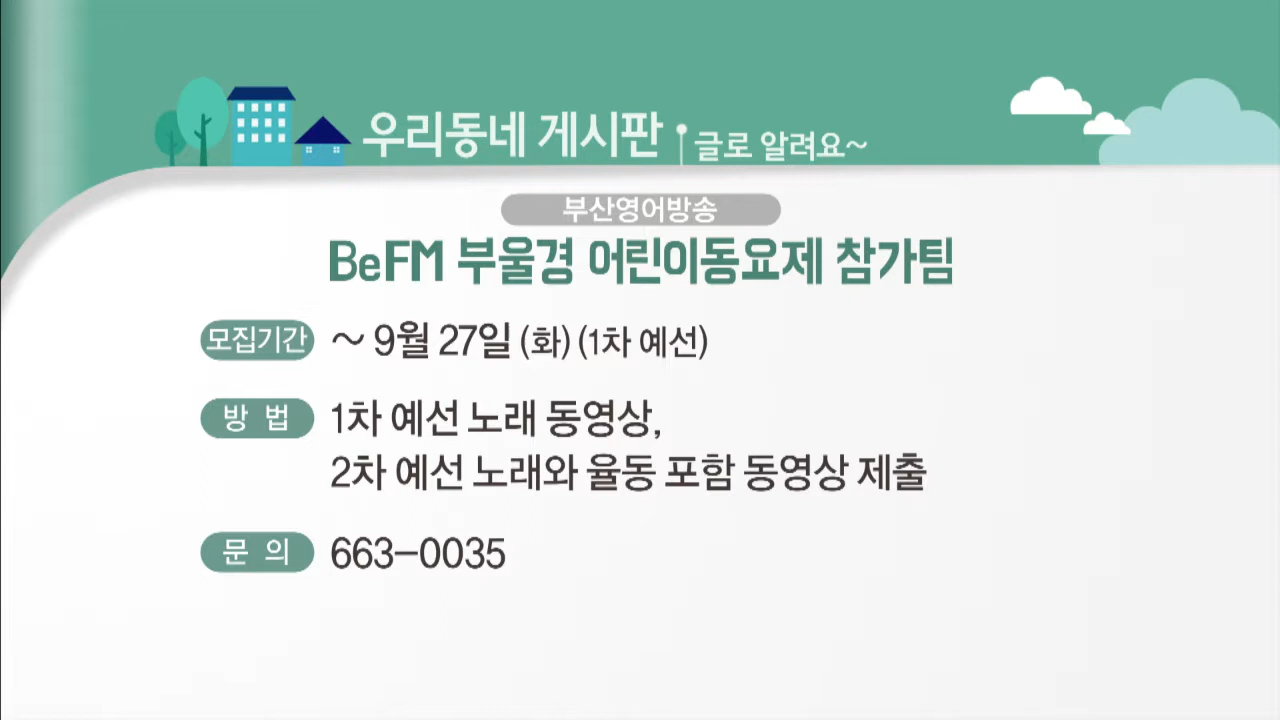 우리동네 게시판 글로 알려요~
부산영어방송
BeFM 부울경 어린이동요제 참가팀
모집기간 ~ 9월 27일 (화) (1차 예선)
방 법 1차 예선 노래 동영상,
2차 예선 노래와 율동 포함 동영상 제출
문 의 663-0035